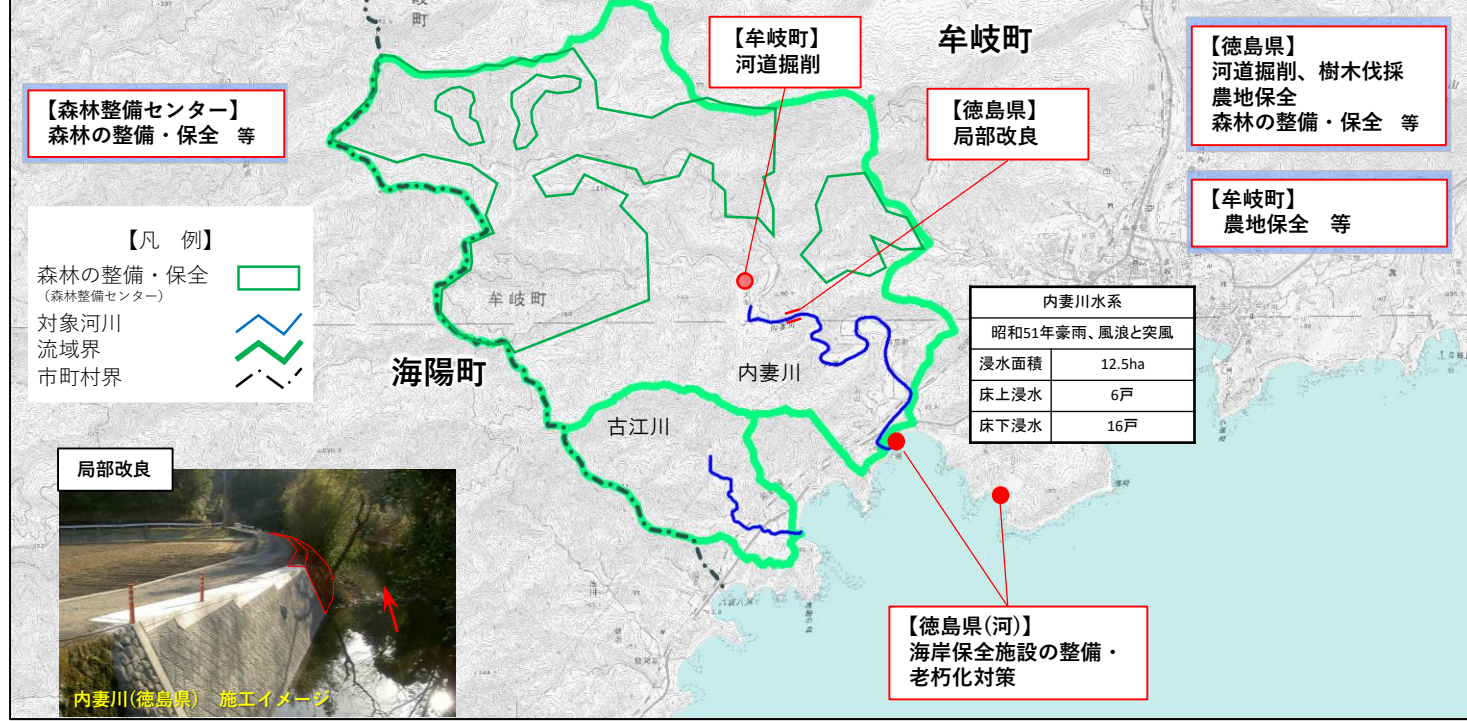 牟岐町
【牟岐町】
河道掘削
【徳島県】
河道掘削、樹木伐採
農地保全
森林の整備・保全　等
【森林整備センター】
森林の整備・保全　等
【徳島県】
局部改良
【牟岐町】
農地保全　等
【凡　例】
森林の整備・保全
（森林整備センター）
対象河川
流域界
市町村界
牟岐町
海陽町
内妻川
内妻川
古江川
内妻川水系
昭和51年豪雨、風浪と突風
浸水面積　12.5ha
床上浸水　6戸
床下浸水　16戸
局部改良
内妻川(徳島県)　施工イメージ
【徳島県(河)】
海岸保全施設の整備・
老朽化対策